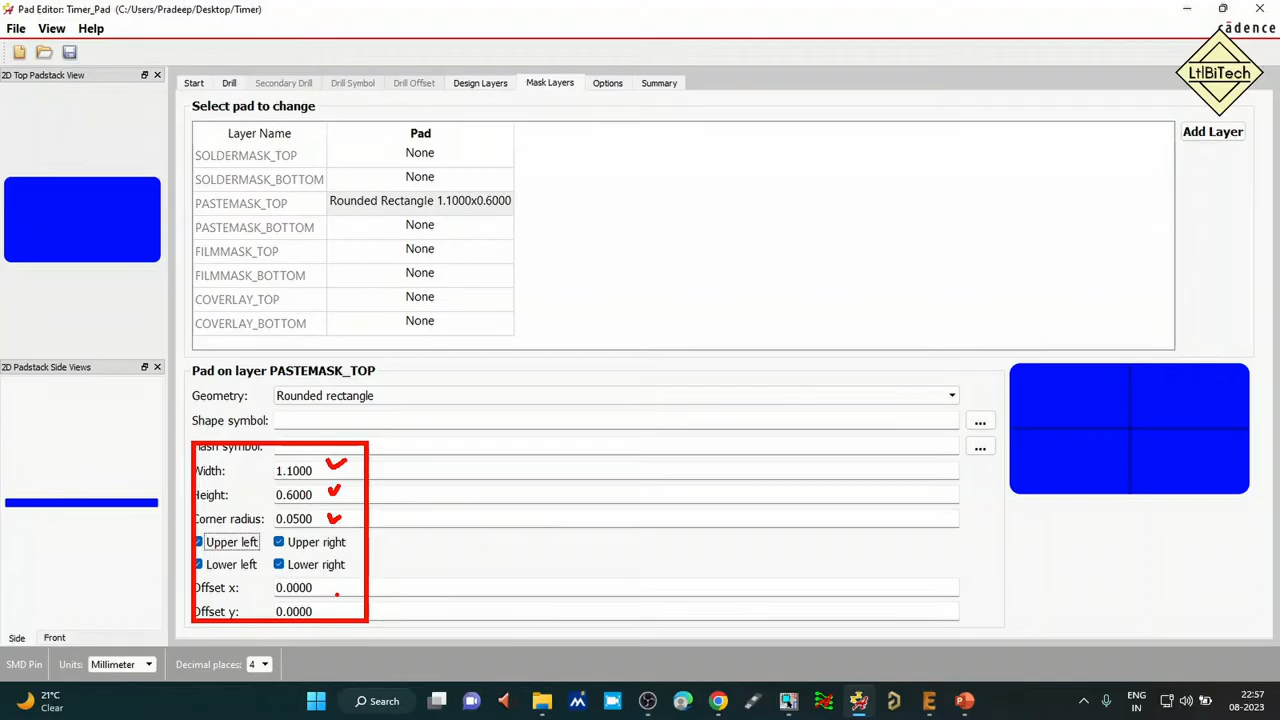 Pad Editor: Timer_Pad (C:/Users/Pradeep/Desktop/Timer)
File View Help
cādence
LtlBiTech
2D Top Padstack View
Start Drill Secondary Drill Drill Symbol Drill Offset Design Layers Mask Layers Options Summary
Select pad to change
Layer Name Pad
Add Layer
SOLDERMASK_TOP None
SOLDERMASK_BOTTOM None
PASTEMASK_TOP Rounded Rectangle 1.1000x0.6000
PASTEMASK_BOTTOM None
FILMMASK_TOP None
FILMMASK_BOTTOM None
COVERLAY_TOP None
COVERLAY_BOTTOM None
2D Padstack Side Views
Pad on layer PASTEMASK_TOP
Geometry: Rounded rectangle
Shape symbol: ...
symbol: ...
Width: 1.1000
Height: 0.6000
Corner radius: 0.0500
Upper left Upper right
Lower left Lower right
Offset x: 0.0000
Offset y: 0.0000
Side Front
SMD Pin Units: Millimeter Decimal places: 4
21°C
Clear
Search
ENG
IN
22:57
08-2023